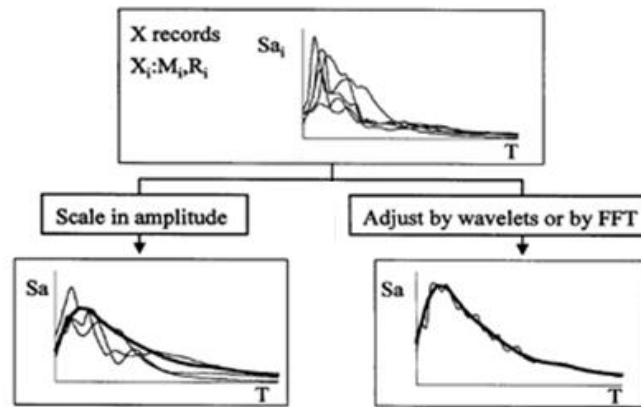 X records
Xi:Mi,Ri
Sai
T
Scale in amplitude
Adjust by wavelets or by FFT
Sa
T
Sa
T